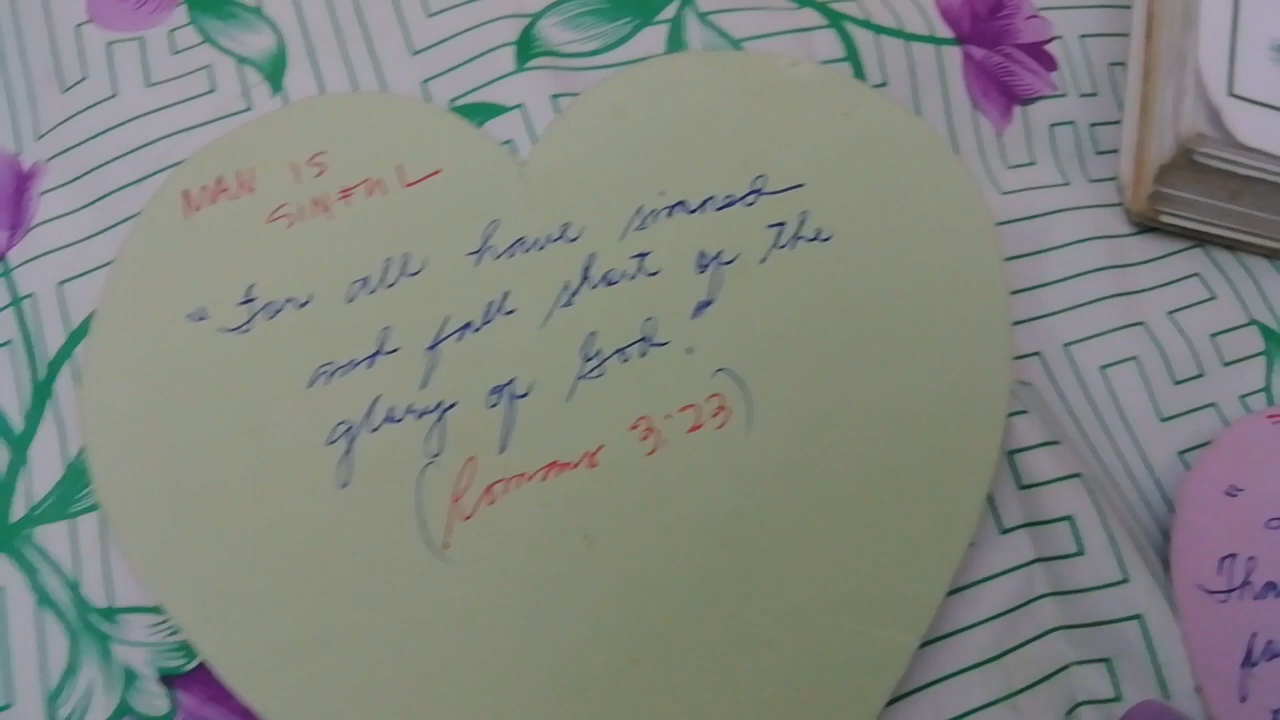 MAN IS
SINFUL
"For all have sinned
and fall short of the
glory of God."
(Romans 3:23)
"